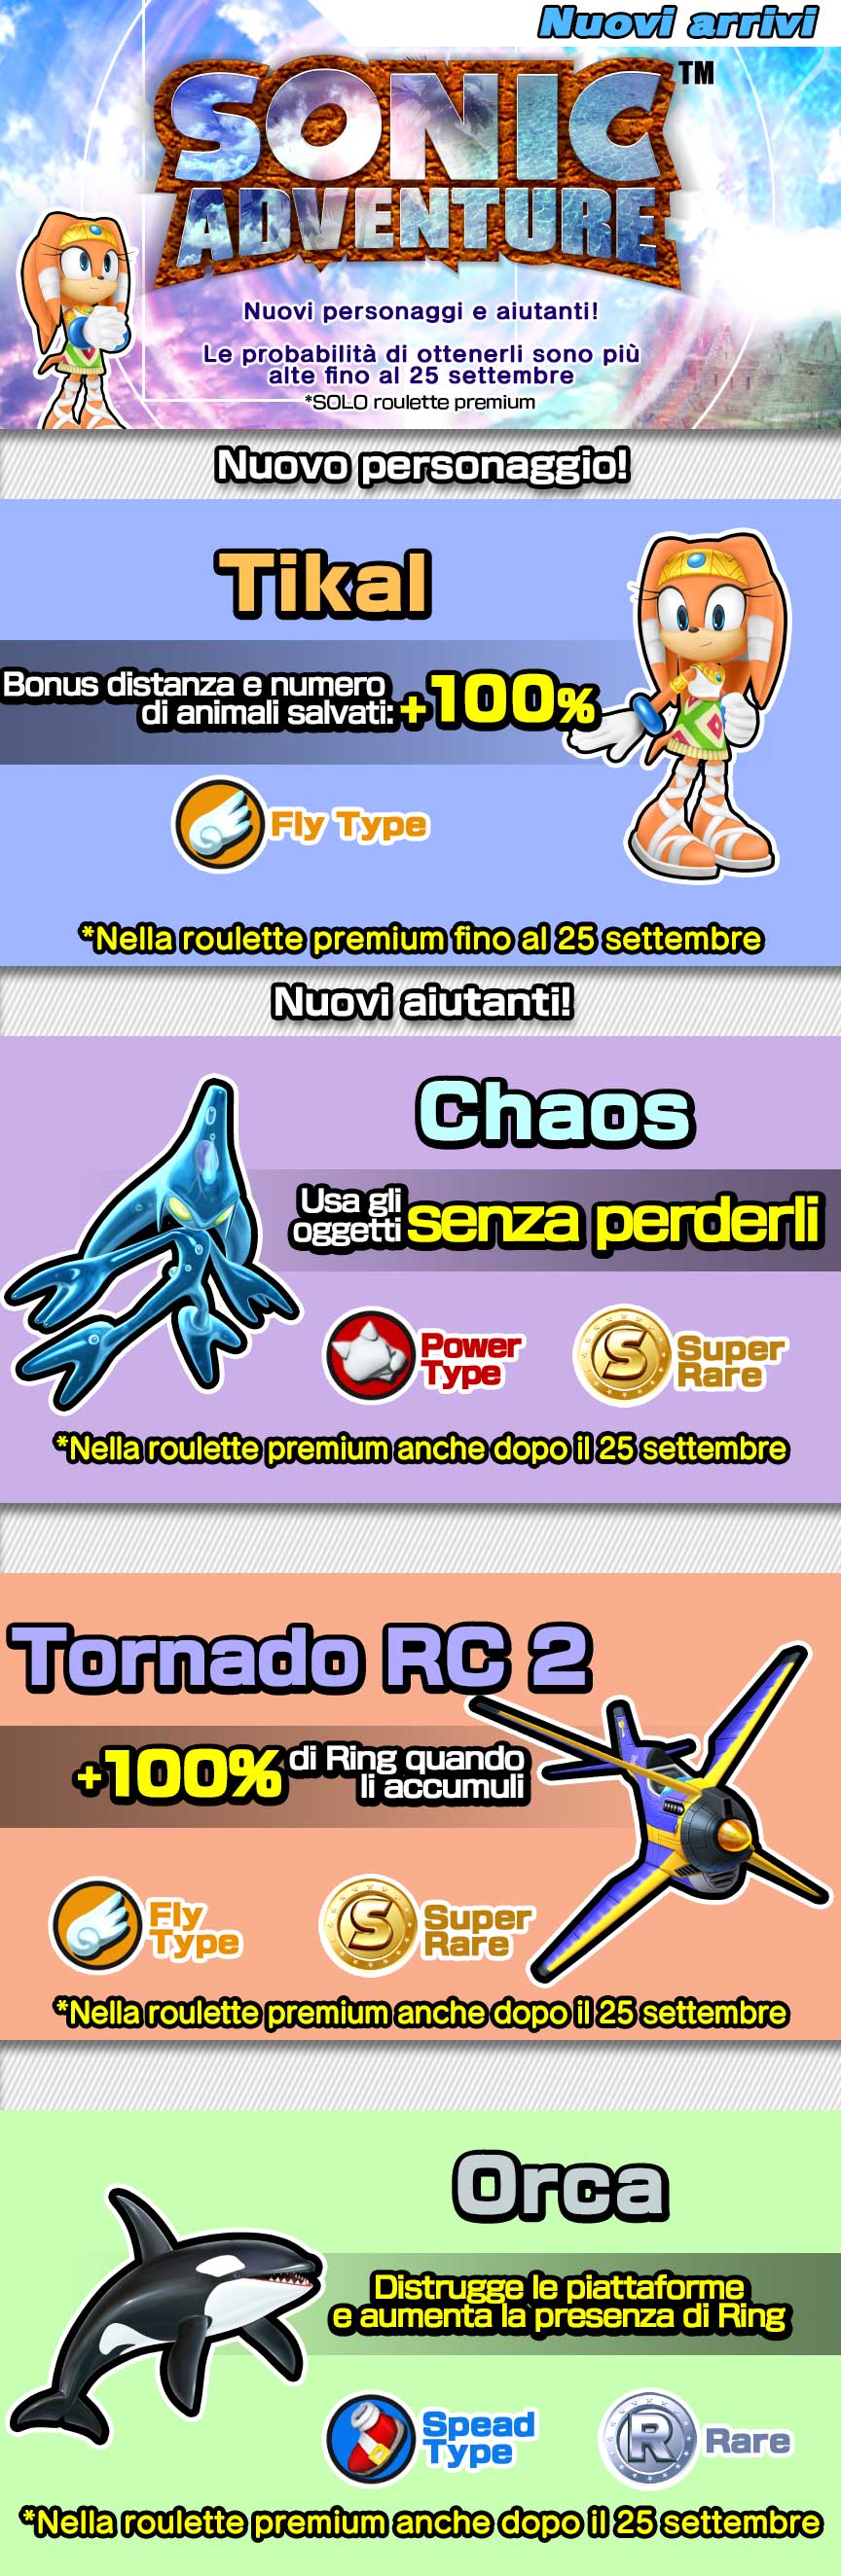 Nuovi arrivi
SONIC™
ADVENTURE
Nuovi personaggi e aiutanti!
Le probabilità di ottenerli sono più
alte fino al 25 settembre
*SOLO roulette premium
Nuovo personaggio!
Tikal
Bonus distanza e numero
di animali salvati: +100%
Fly Type
*Nella roulette premium fino al 25 settembre
Nuovi aiutanti!
Chaos
Usa gli
oggetti senza perderli
Power
Type
S
Super
Rare
*Nella roulette premium anche dopo il 25 settembre
Tornado RC 2
+100% di Ring quando
li accumuli
Fly
Type
S
Super
Rare
*Nella roulette premium anche dopo il 25 settembre
Orca
Distrugge le piattaforme
e aumenta la presenza di Ring
Spead
Type
R
Rare
*Nella roulette premium anche dopo il 25 settembre